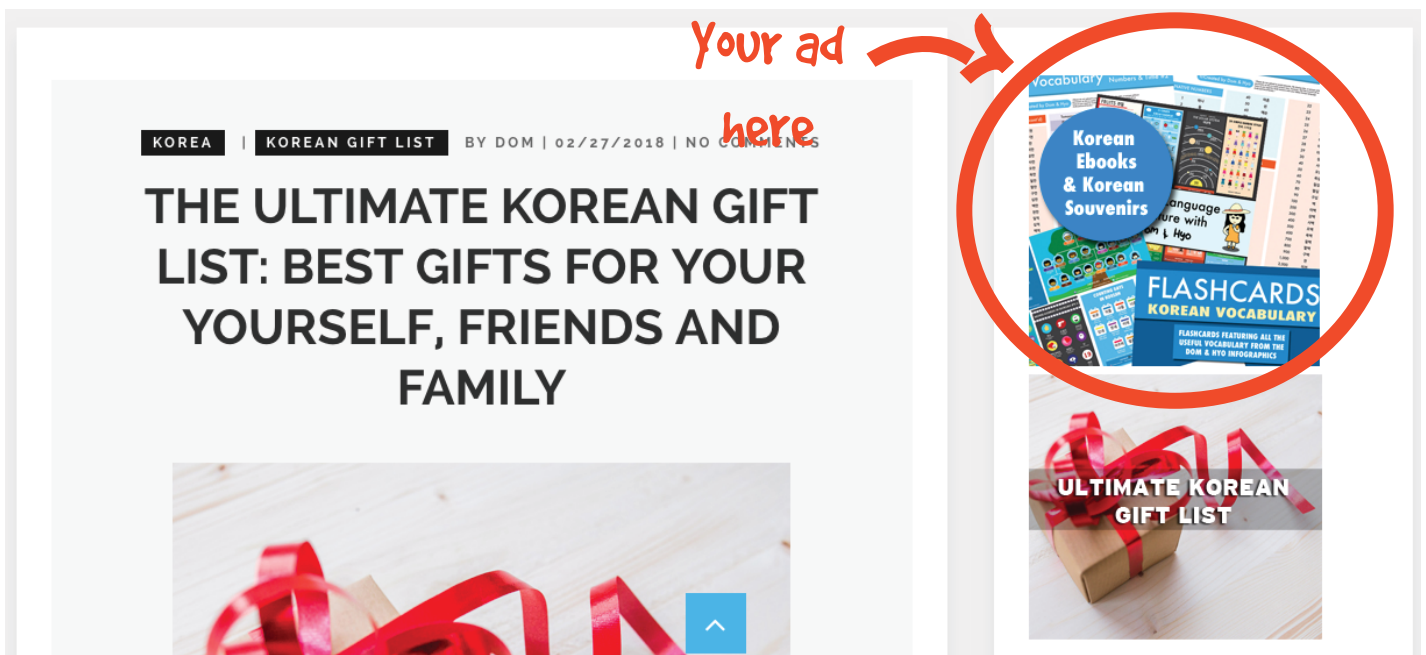 Your ad
here
KOREA | KOREAN GIFT LIST BY DOM | 02/27/2018 | NO COMMENTS
THE ULTIMATE KOREAN GIFT
LIST: BEST GIFTS FOR YOUR
YOURSELF, FRIENDS AND
FAMILY
Vocabulary
Korean
Ebooks
& Korean
Souvenirs
FLASHCARDS
KOREAN VOCABULARY
FLASHCARDS FEATURING ALL THE
USEFUL VOCABULARY FROM THE
DOM & HYO INFOGRAPHICS
ULTIMATE KOREAN
GIFT LIST